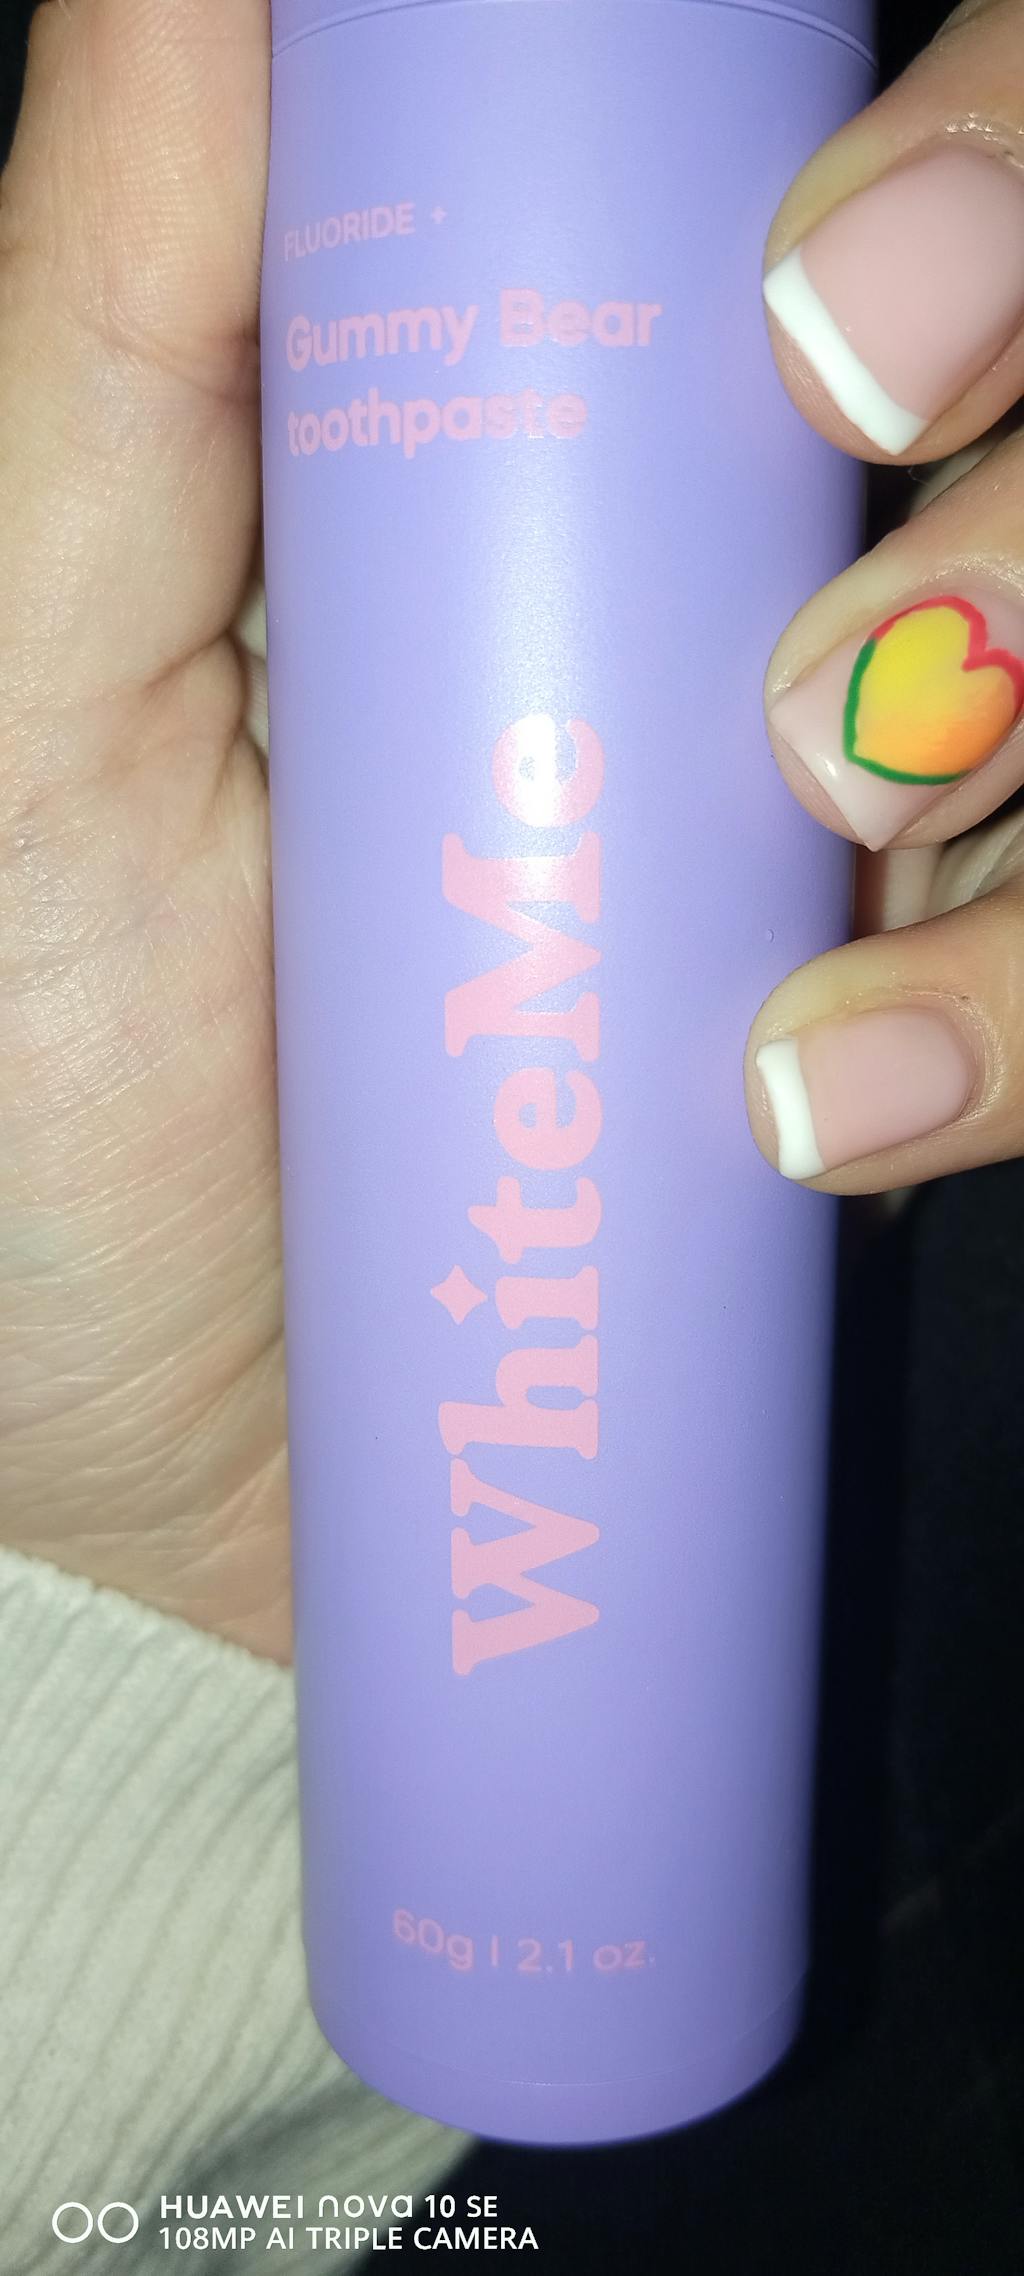 FLUORIDE +
Gummy Bear
toothpaste
WhiteMe
60g | 2.1 oz.
HUAWEI nova 10 SE
108MP AI TRIPLE CAMERA